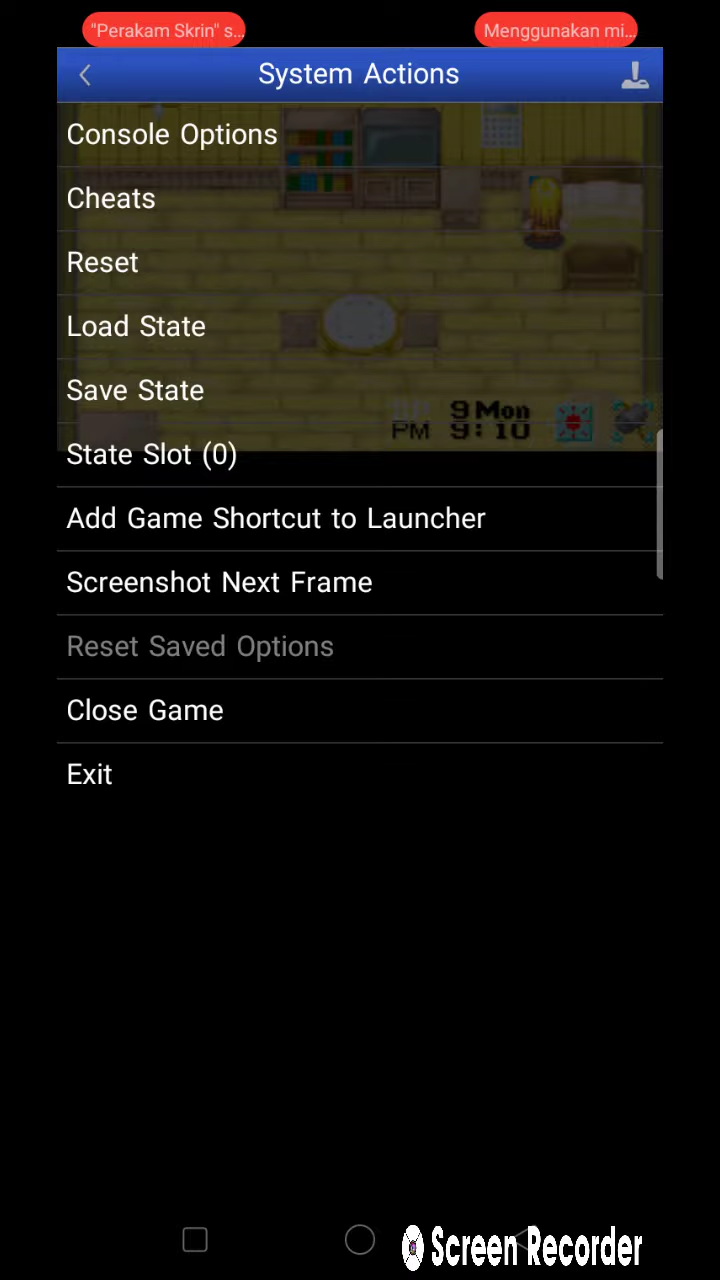 "Perakam Skrin" s...
Menggunakan mi...
System Actions
Console Options
Cheats
Reset
Load State
Save State
9 Mon
PM 9:10
State Slot (0)
Add Game Shortcut to Launcher
Screenshot Next Frame
Reset Saved Options
Close Game
Exit
Screen Recorder